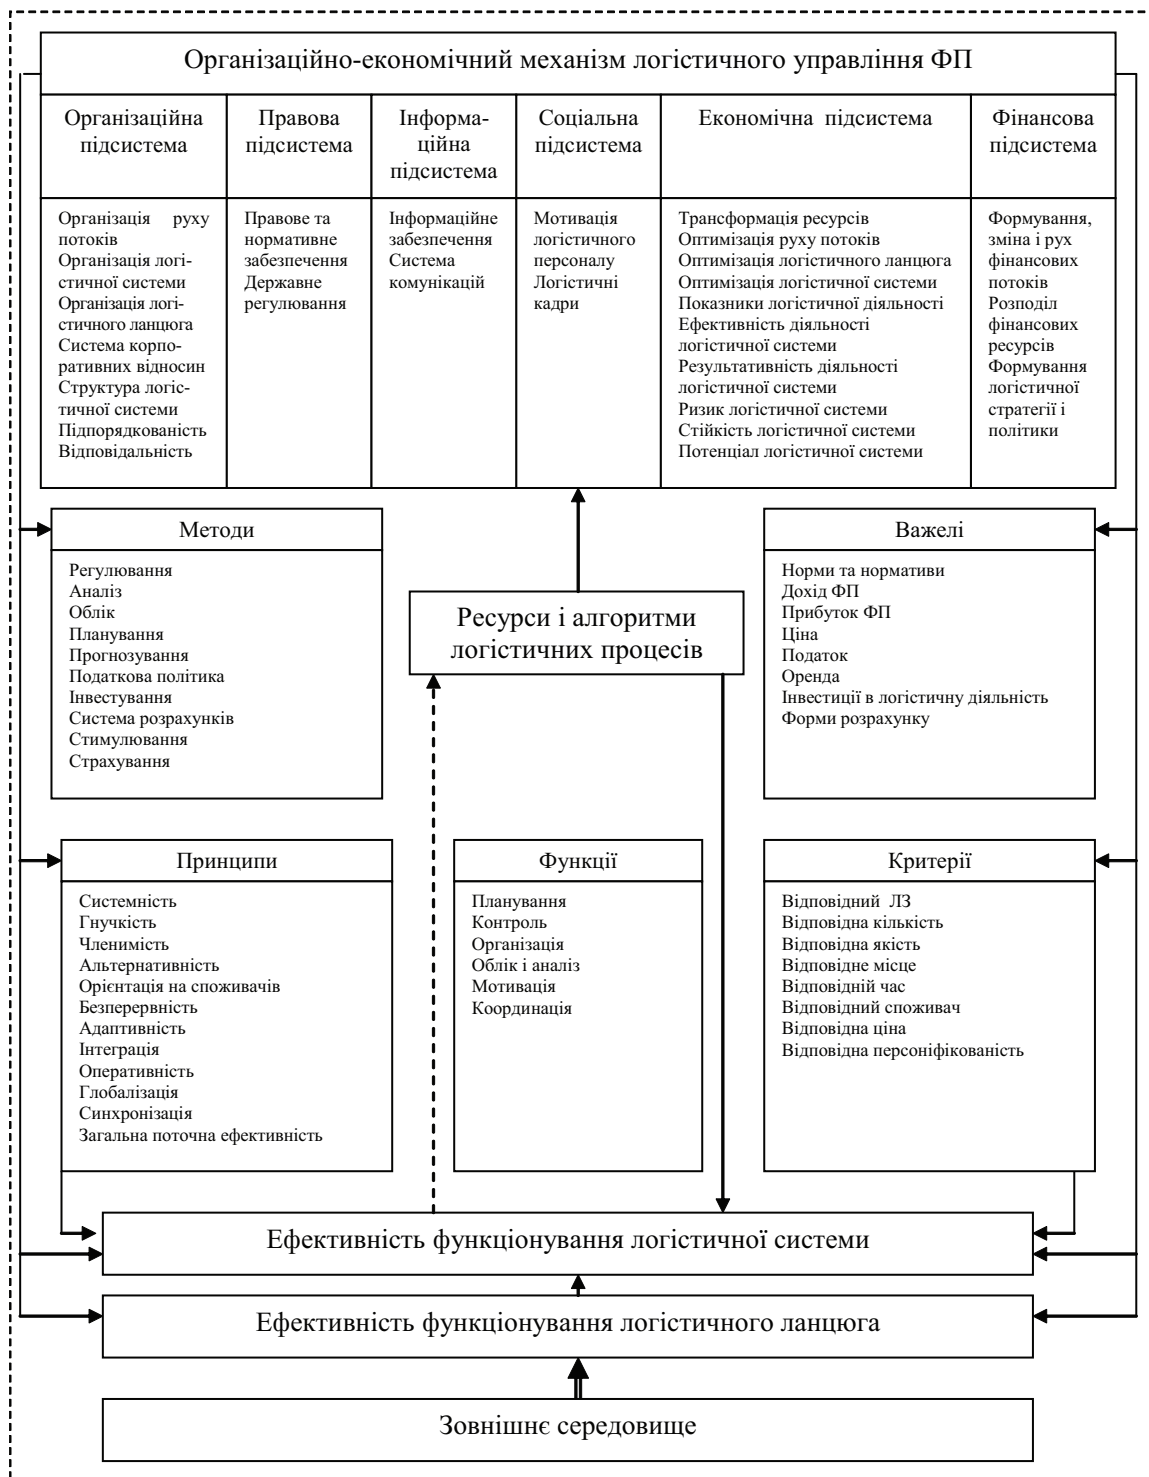 Організаційно-економічний механізм логістичного управління ФП
Організаційна
підсистема
Правова
підсистема
Інформа-
ційна
підсистема
Соціальна
підсистема
Економічна підсистема
Фінансова
підсистема
Організація руху
потоків
Організація логі-
стичної системи
Організація логі-
стичного ланцюга
Система корпо-
ративних відносин
Структура логіс-
тичної системи
Підпорядкованість
Відповідальність
Правове та
нормативне
забезпечення
Державне
регулювання
Інформаційне
забезпечення
Система
комунікацій
Мотивація
логістичного
персоналу
Логістичні
кадри
Трансформація ресурсів
Оптимізація руху потоків
Оптимізація логістичного ланцюга
Оптимізація логістичної системи
Показники логістичної діяльності
Ефективність діяльності
логістичної системи
Результативність діяльності
логістичної системи
Ризик логістичної системи
Стійкість логістичної системи
Потенціал логістичної системи
Формування,
зміна і рух
фінансових
потоків
Розподіл
фінансових
ресурсів
Формування
логістичної
стратегії і
політики
Методи
Регулювання
Аналіз
Облік
Планування
Прогнозування
Податкова політика
Інвестування
Система розрахунків
Стимулювання
Страхування
Ресурси і алгоритми
логістичних процесів
Важелі
Норми та нормативи
Дохід ФП
Прибуток ФП
Ціна
Податок
Оренда
Інвестиції в логістичну діяльність
Форми розрахунку
Принципи
Системність
Гнучкість
Членимість
Альтернативність
Орієнтація на споживачів
Безперервність
Адаптивність
Інтеграція
Оперативність
Глобалізація
Синхронізація
Загальна поточна ефективність
Функції
Планування
Контроль
Організація
Облік і аналіз
Мотивація
Координація
Критерії
Відповідний ЛЗ
Відповідна кількість
Відповідна якість
Відповідне місце
Відповідній час
Відповідний споживач
Відповідна ціна
Відповідна персоніфікованість
Ефективність функціонування логістичної системи
Ефективність функціонування логістичного ланцюга
Зовнішнє середовище